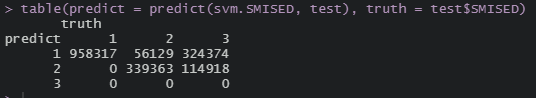 > table(predict = predict(svm.SMISED, test), truth = test$SMISED)
truth
predict 1 2 3
1 958317 56129 324374
2 0 339363 114918
3 0 0 0
>